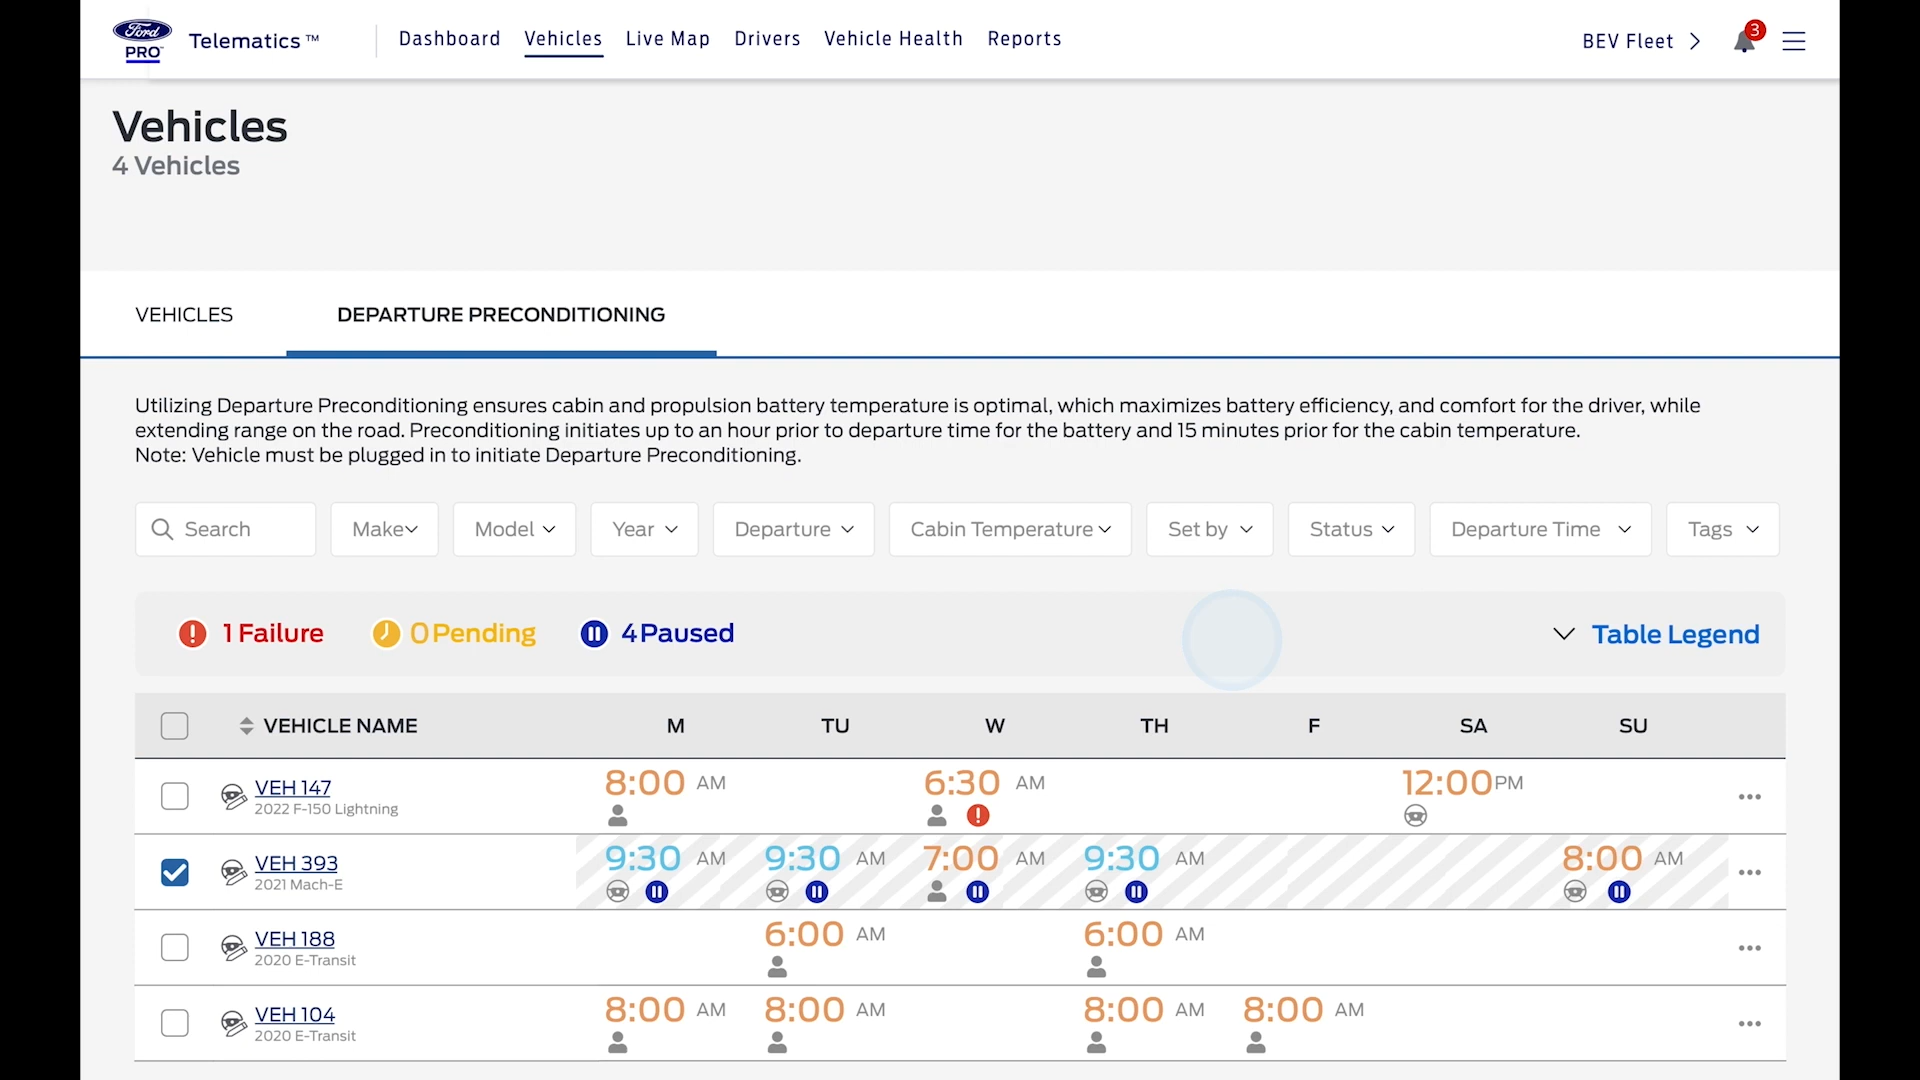 Ford
PRO
Telematics ™
Dashboard
Vehicles
Live Map
Drivers
Vehicle Health
Reports
BEV Fleet
3
Vehicles
4 Vehicles
VEHICLES
DEPARTURE PRECONDITIONING
Utilizing Departure Preconditioning ensures cabin and propulsion battery temperature is optimal, which maximizes battery efficiency, and comfort for the driver, while
extending range on the road. Preconditioning initiates up to an hour prior to departure time for the battery and 15 minutes prior for the cabin temperature.
Note: Vehicle must be plugged in to initiate Departure Preconditioning.
Search
Make
Model
Year
Departure
Cabin Temperature
Set by
Status
Departure Time
Tags
1 Failure
0 Pending
4 Paused
Table Legend
VEHICLE NAME M TU W TH F SA SU
VEH 147
2022 F-150 Lightning
8:00 AM
6:30 AM
12:00 PM
VEH 393
2021 Mach-E
9:30 AM
9:30 AM
7:00 AM
9:30 AM
8:00 AM
VEH 188
2020 E-Transit
6:00 AM
6:00 AM
VEH 104
2020 E-Transit
8:00 AM
8:00 AM
8:00 AM
8:00 AM